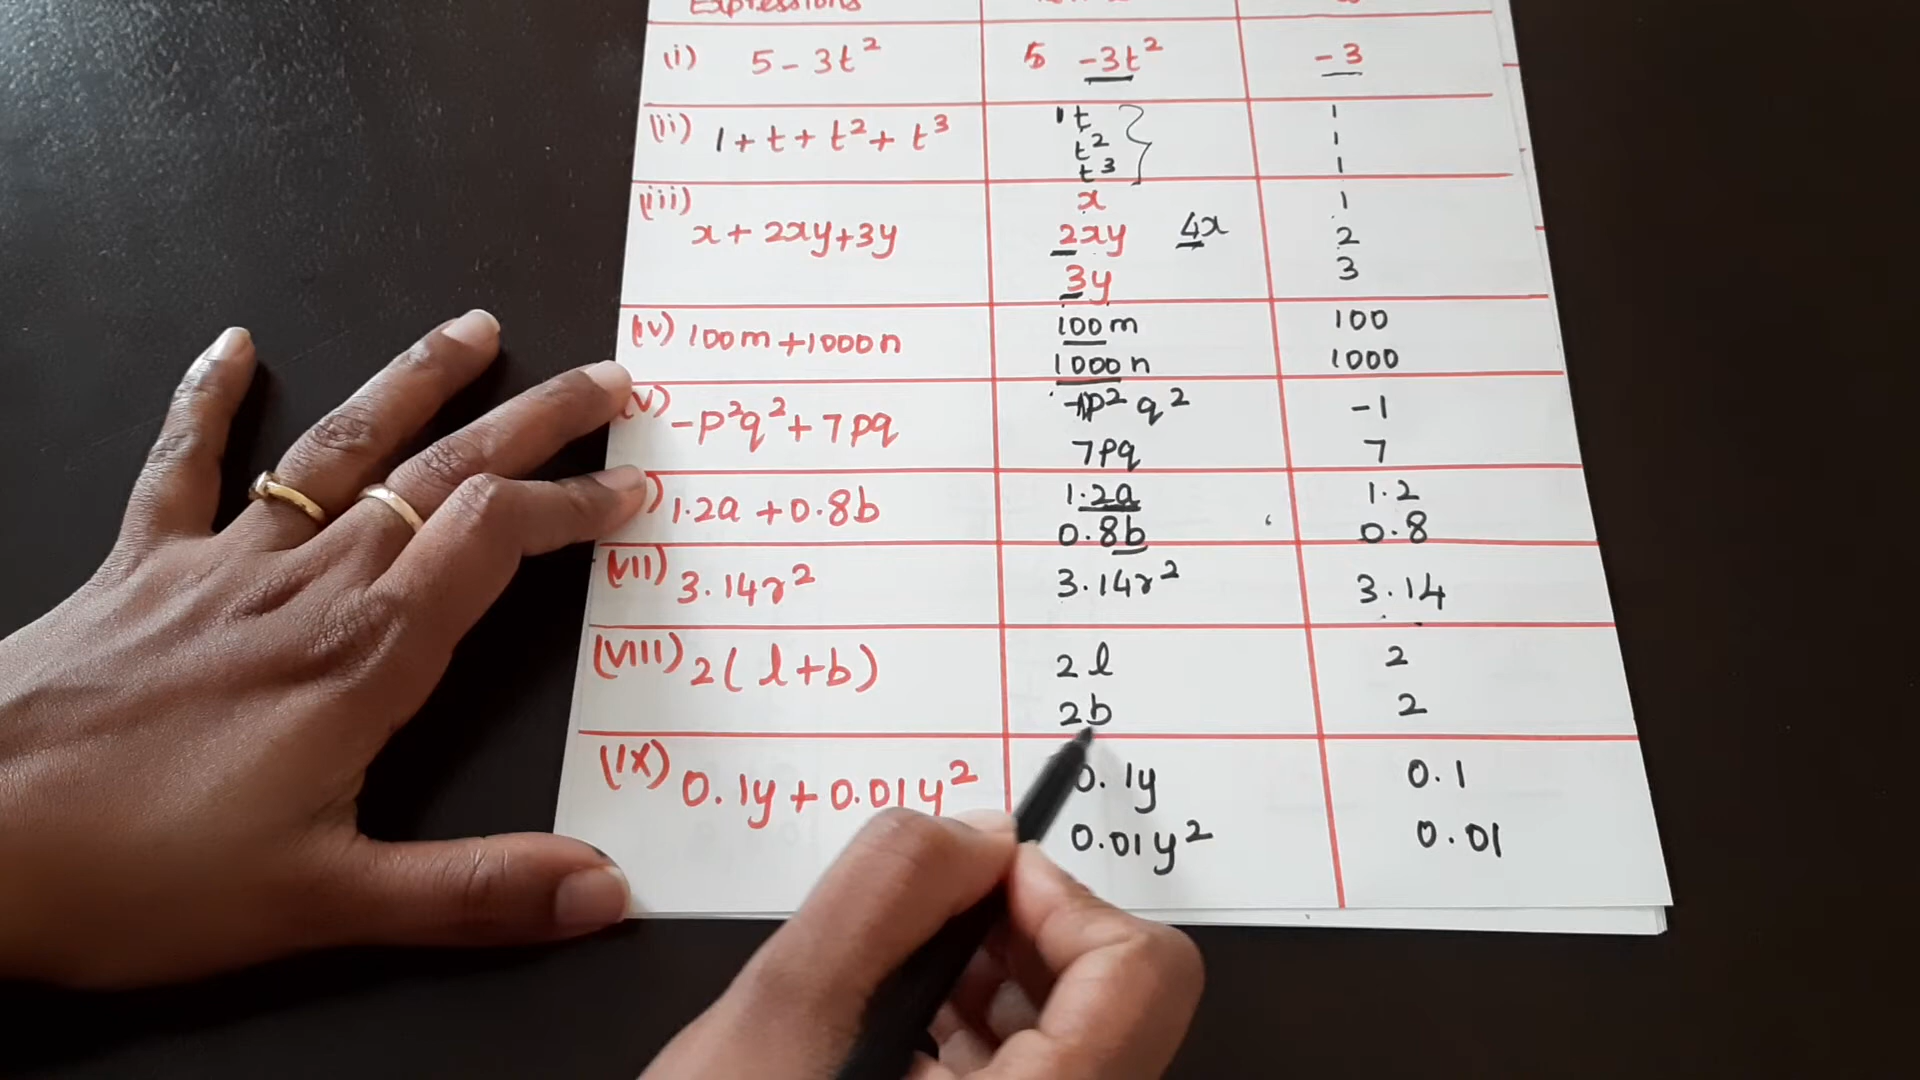 Expressions
(i) 5 - 3t² 5 -3t² -3
(ii) 1 + t + t² + t³ 1t 1
t² 1
t³ 1
(iii) x + 2xy + 3y x 1
2xy 4x 2
3y 3
(iv) 100m + 1000n 100m 100
1000n 1000
(v) -p²q² + 7pq -1p² q² -1
7pq 7
) 1.2a + 0.8b 1.2a 1.2
0.8b 0.8
(vii) 3.14r² 3.14r² 3.14
(viii) 2( l+b) 2l 2
2b 2
(ix) 0.1y + 0.01y² 0.1y 0.1
0.01y² 0.01